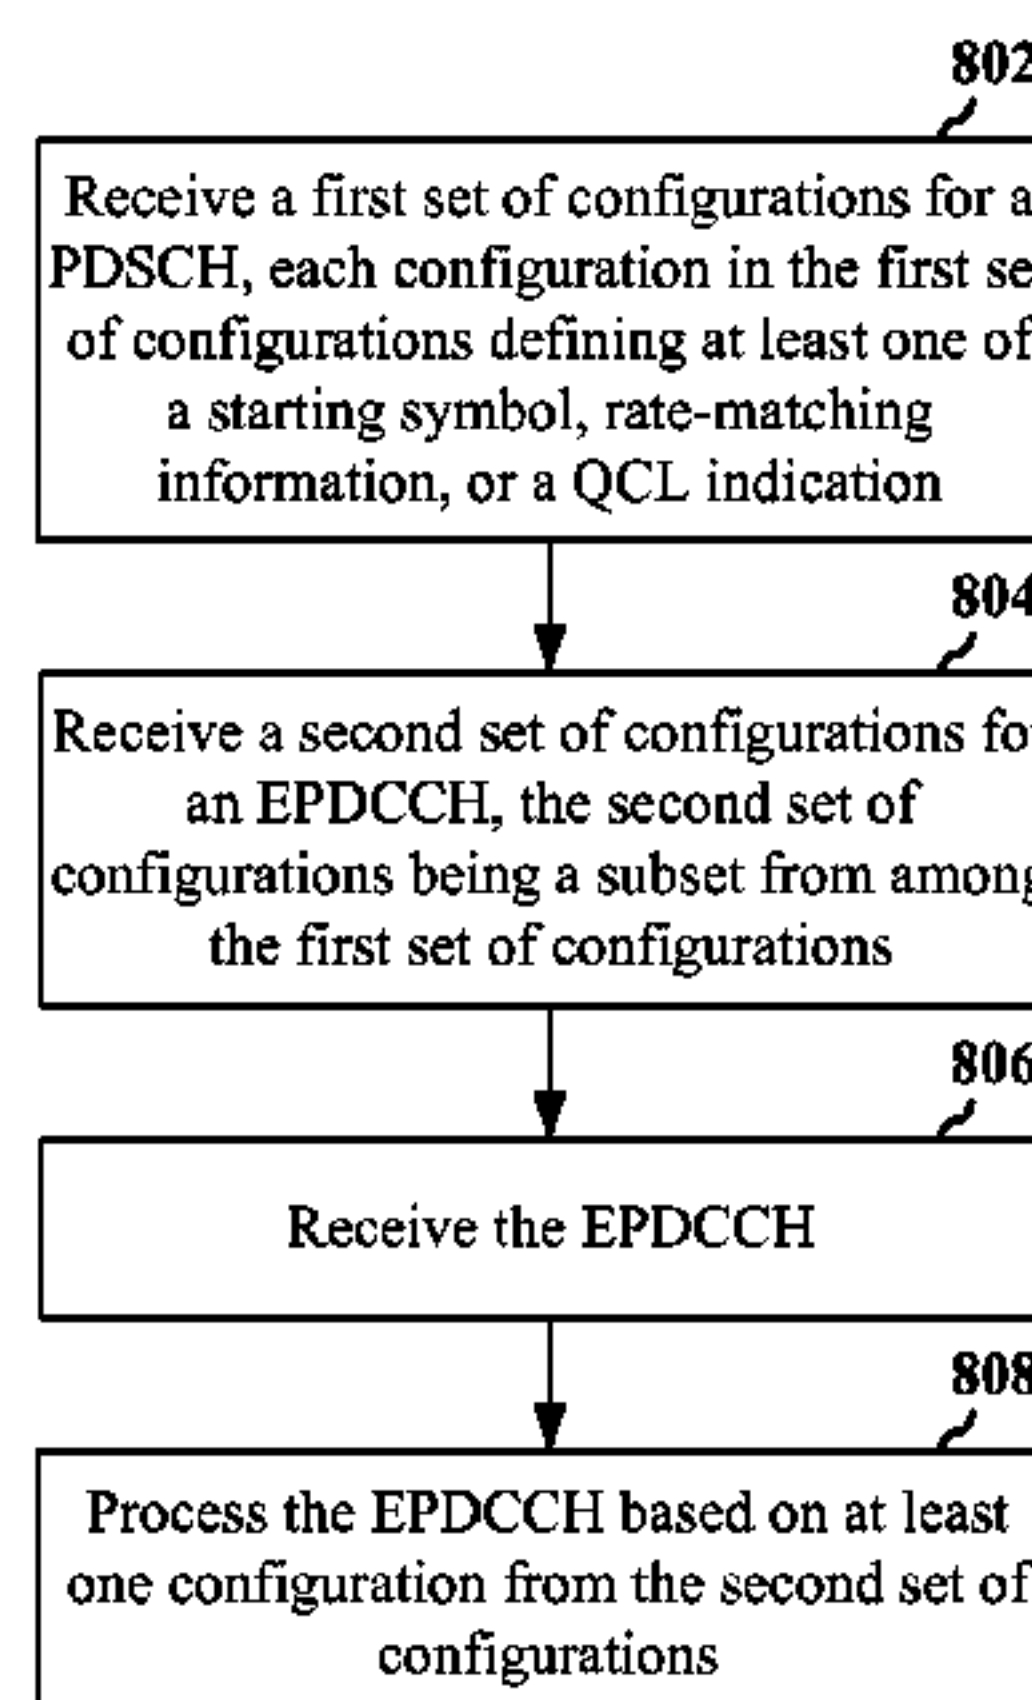 802
Receive a first set of configurations for a
PDSCH, each configuration in the first se
of configurations defining at least one of
a starting symbol, rate-matching
information, or a QCL indication
804
Receive a second set of configurations fo
an EPDCCH, the second set of
configurations being a subset from among
the first set of configurations
806
Receive the EPDCCH
808
Process the EPDCCH based on at least
one configuration from the second set of
configurations